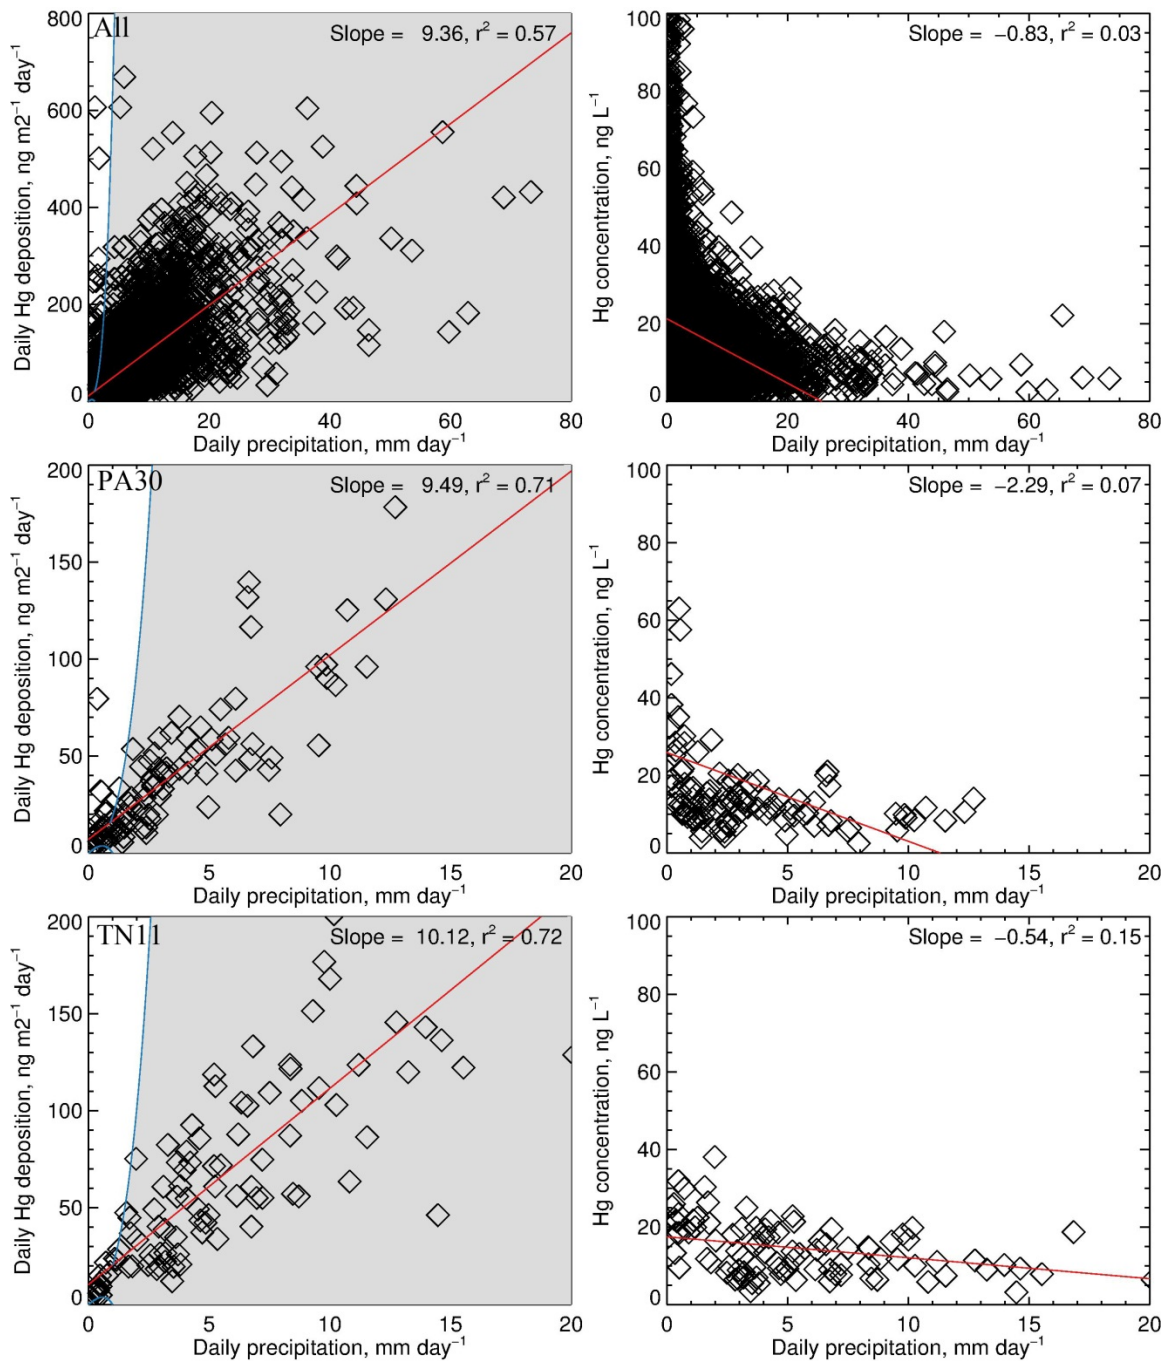 All
Slope = 9.36, r² = 0.57
Daily Hg deposition, ng m2⁻¹ day⁻¹
800
600
400
200
0
20
40
60
80
Daily precipitation, mm day⁻¹
Slope = −0.83, r² = 0.03
Hg concentration, ng L⁻¹
100
80
60
40
20
0
0
20
40
60
80
Daily precipitation, mm day⁻¹
PA30
Slope = 9.49, r² = 0.71
Daily Hg deposition, ng m2⁻¹ day⁻¹
200
150
100
50
0
0
5
10
15
20
Daily precipitation, mm day⁻¹
Slope = −2.29, r² = 0.07
Hg concentration, ng L⁻¹
100
80
60
40
20
0
0
5
10
15
20
Daily precipitation, mm day⁻¹
TN11
Slope = 10.12, r² = 0.72
Daily Hg deposition, ng m2⁻¹ day⁻¹
200
150
100
50
0
0
5
10
15
20
Daily precipitation, mm day⁻¹
Slope = −0.54, r² = 0.15
Hg concentration, ng L⁻¹
100
80
60
40
20
0
0
5
10
15
20
Daily precipitation, mm day⁻¹